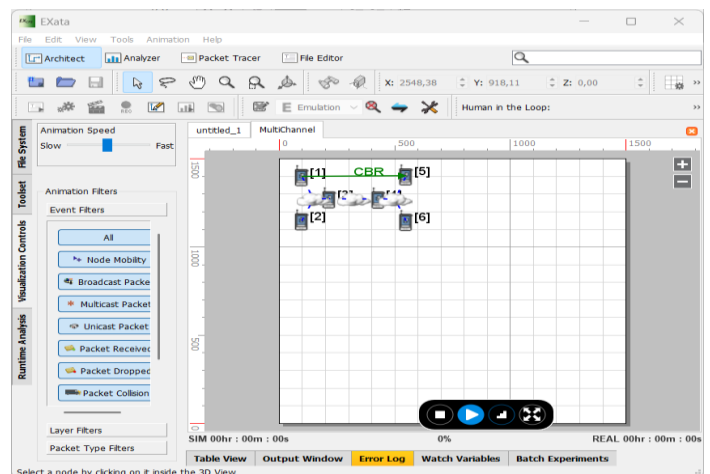 EXata
File Edit View Tools Animation Help
Architect Analyzer Packet Tracer File Editor
X: 2548,38 Y: 918,11 Z: 0,00 »
E Emulation Human in the Loop: »
File System
Toolset
Visualization Controls
Runtime Analysis
Animation Speed
Slow Fast
Animation Filters
Event Filters
All
Node Mobility
Broadcast Packe
Multicast Packet
Unicast Packet
Packet Received
Packet Dropped
Packet Collision
Layer Filters
Packet Type Filters
untitled_1 MultiChannel
0 500 1000 1500
1500
1000
500
0
[1] CBR [5]
[3] [4]
[2] [6]
SIM 00hr : 00m : 00s 0% REAL 00hr : 00m : 00s
Table View Output Window Error Log Watch Variables Batch Experiments
Select a node by clicking on it inside the 3D View.